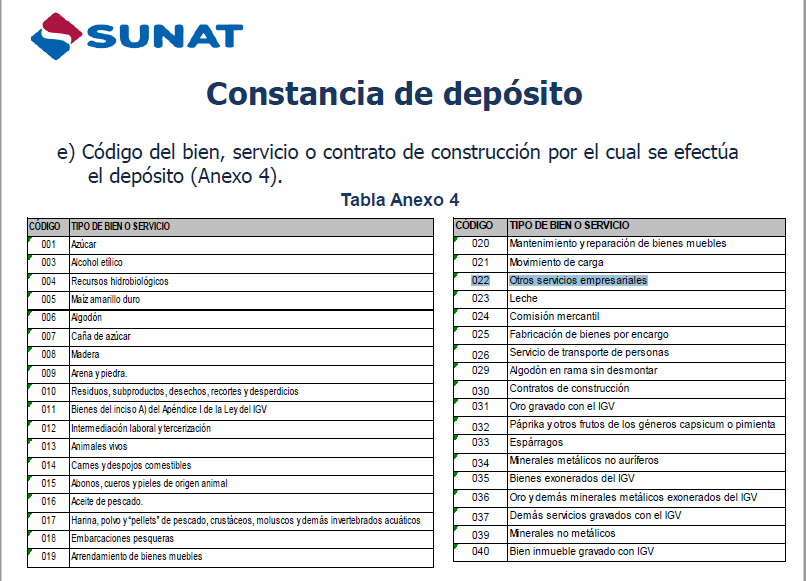 SUNAT
Constancia de depósito
e) Código del bien, servicio o contrato de construcción por el cual se efectúa
el depósito (Anexo 4).
Tabla Anexo 4
CÓDIGO TIPO DE BIEN O SERVICIO
001 Azúcar
003 Alcohol etílico
004 Recursos hidrobiológicos
005 Maíz amarillo duro
006 Algodón
007 Caña de azúcar
008 Madera
009 Arena y piedra.
010 Residuos, subproductos, desechos, recortes y desperdicios
011 Bienes del inciso A) del Apéndice I de la Ley del IGV
012 Intermediación laboral y tercerización
013 Animales vivos
014 Carnes y despojos comestibles
015 Abonos, cueros y pieles de origen animal
016 Aceite de pescado.
017 Harina, polvo y "pellets" de pescado, crustáceos, moluscos y demás invertebrados acuáticos
018 Embarcaciones pesqueras
019 Arrendamiento de bienes muebles
CÓDIGO TIPO DE BIEN O SERVICIO
020 Mantenimiento y reparación de bienes muebles
021 Movimiento de carga
022 Otros servicios empresariales
023 Leche
024 Comisión mercantil
025 Fabricación de bienes por encargo
026 Servicio de transporte de personas
029 Algodòn en rama sin desmontar
030 Contratos de construcción
031 Oro gravado con el IGV
032 Páprika y otros frutos de los géneros capsicum o pimienta
033 Espárragos
034 Minerales metálicos no auríferos
035 Bienes exonerados del IGV
036 Oro y demás minerales metálicos exonerados del IGV
037 Demás servicios gravados con el IGV
039 Minerales no metálicos
040 Bien inmueble gravado con IGV